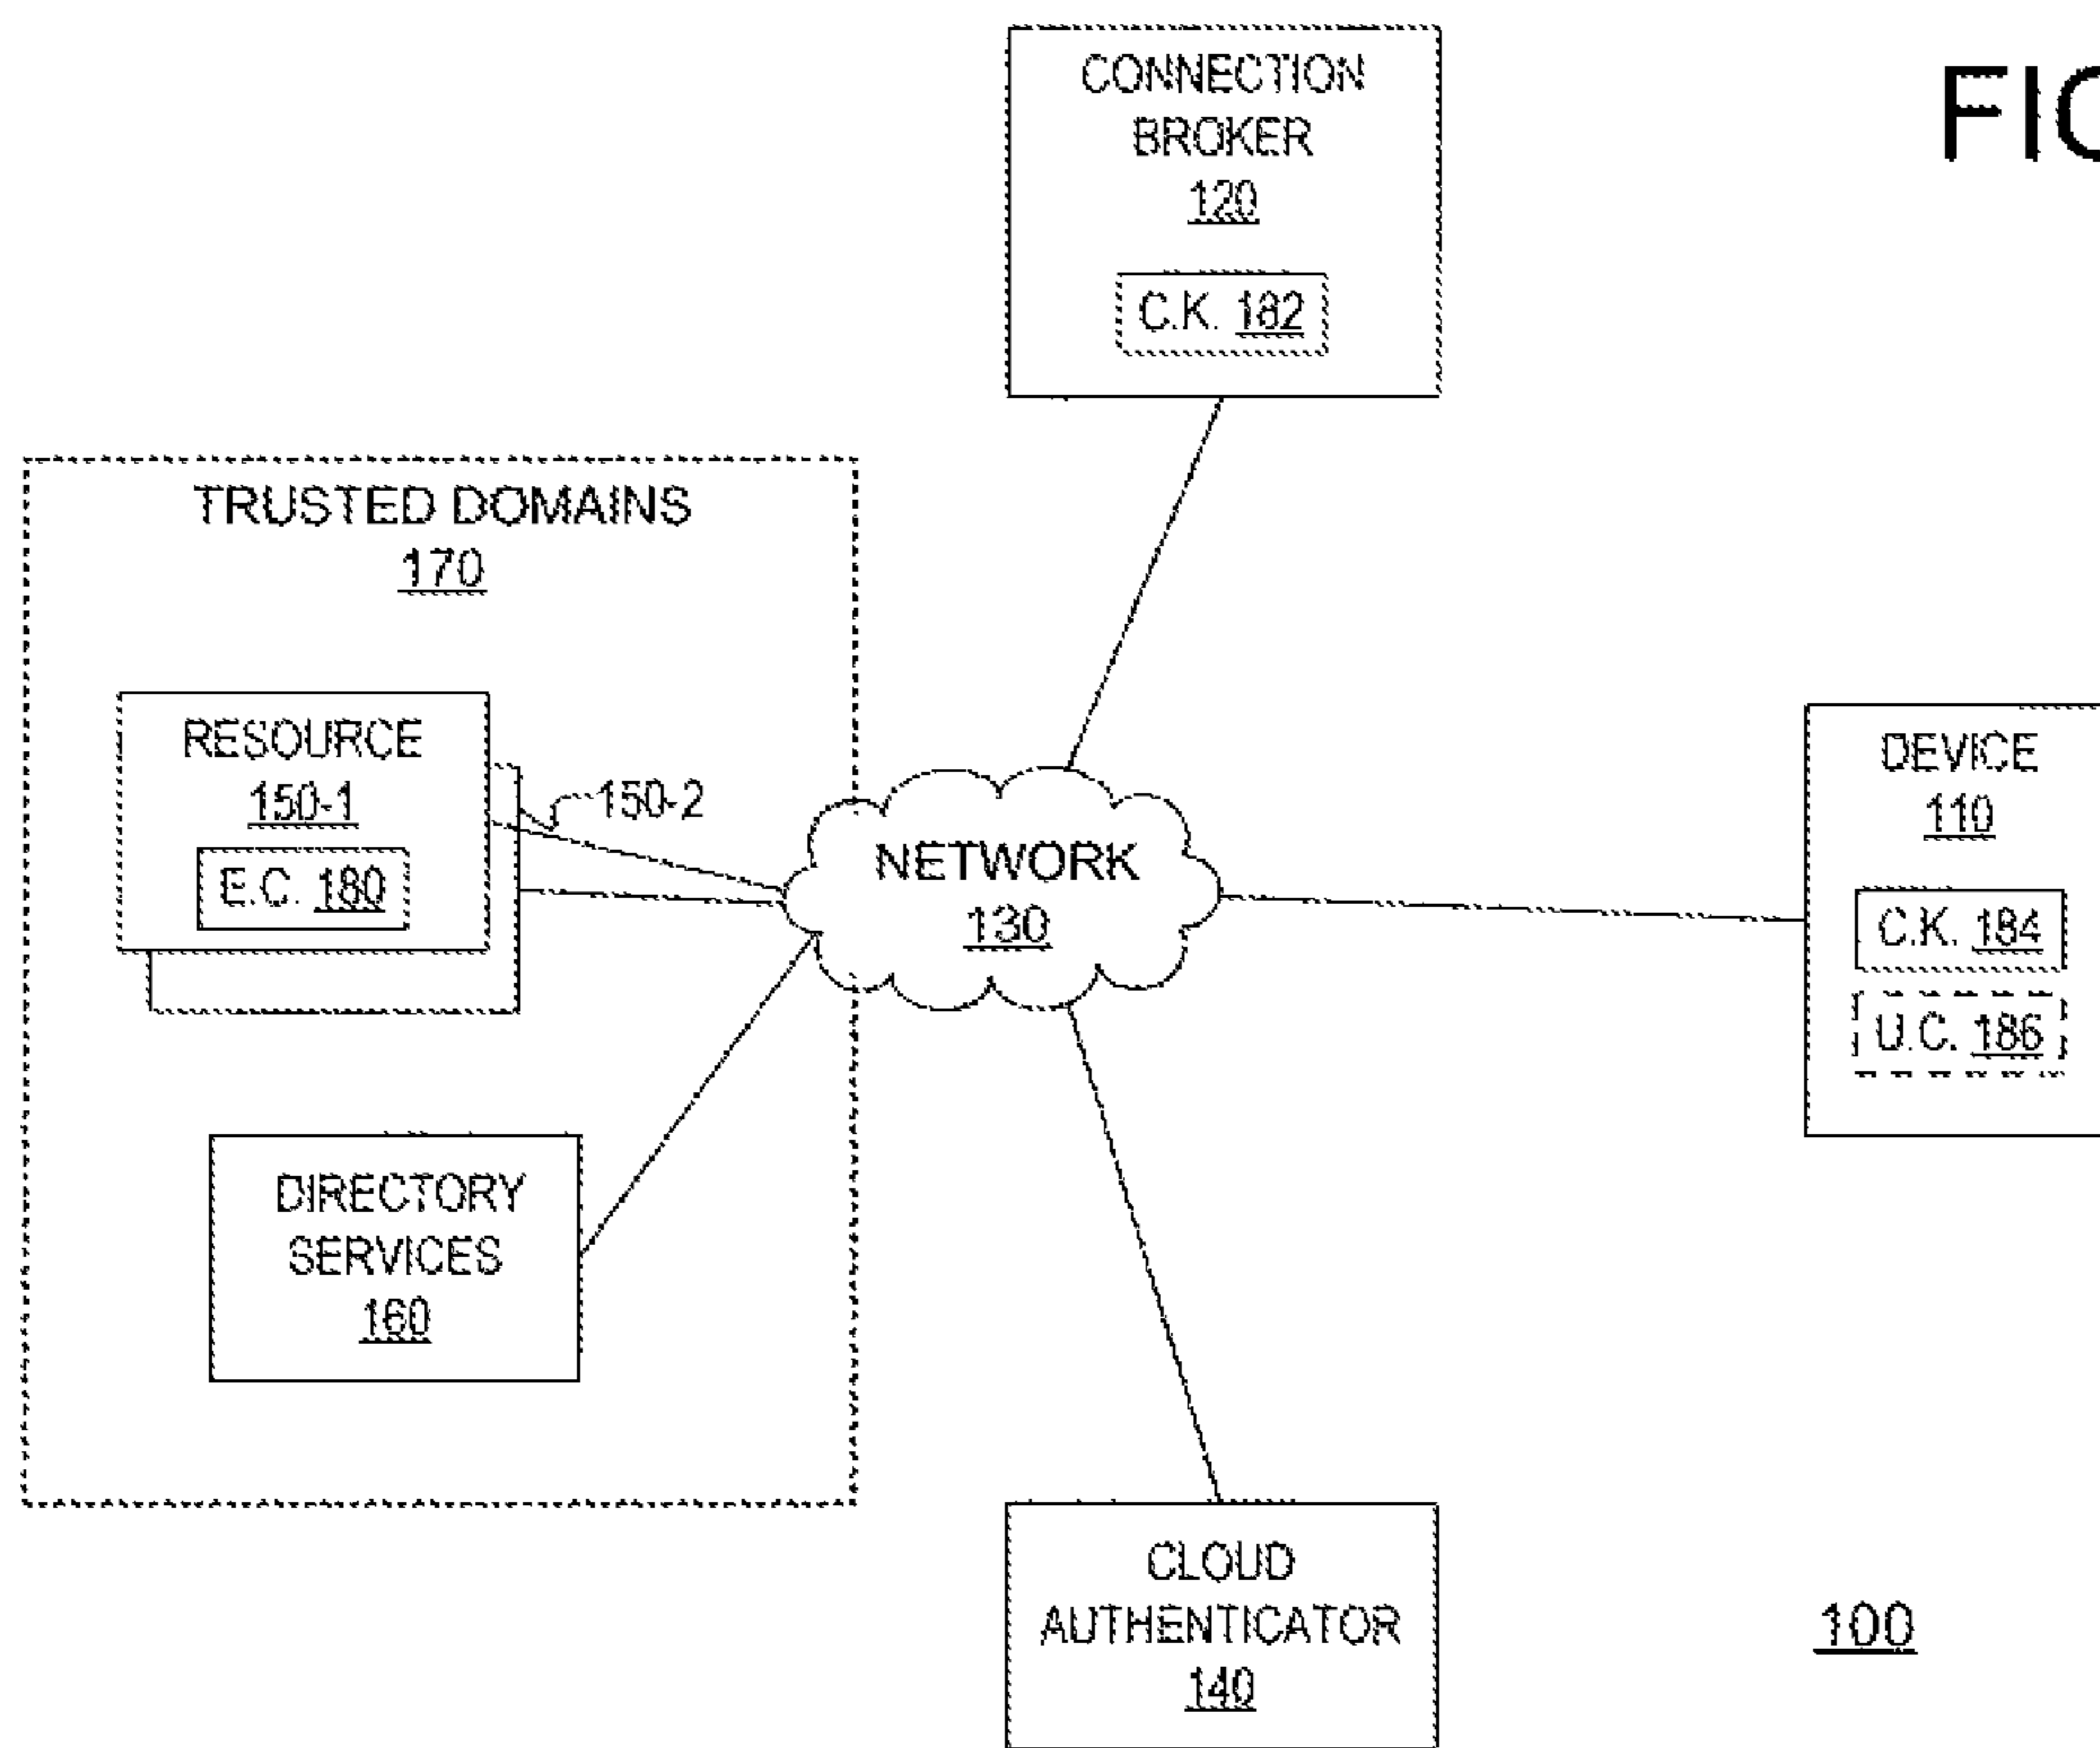 FIG
CONNECTION
BROKER
120
C.K. 182
TRUSTED DOMAINS
170
RESOURCE
150-1
E.C. 180
150-2
NETWORK
130
DEVICE
110
C.K. 184
U.C. 186
DIRECTORY
SERVICES
160
CLOUD
AUTHENTICATOR
140
100